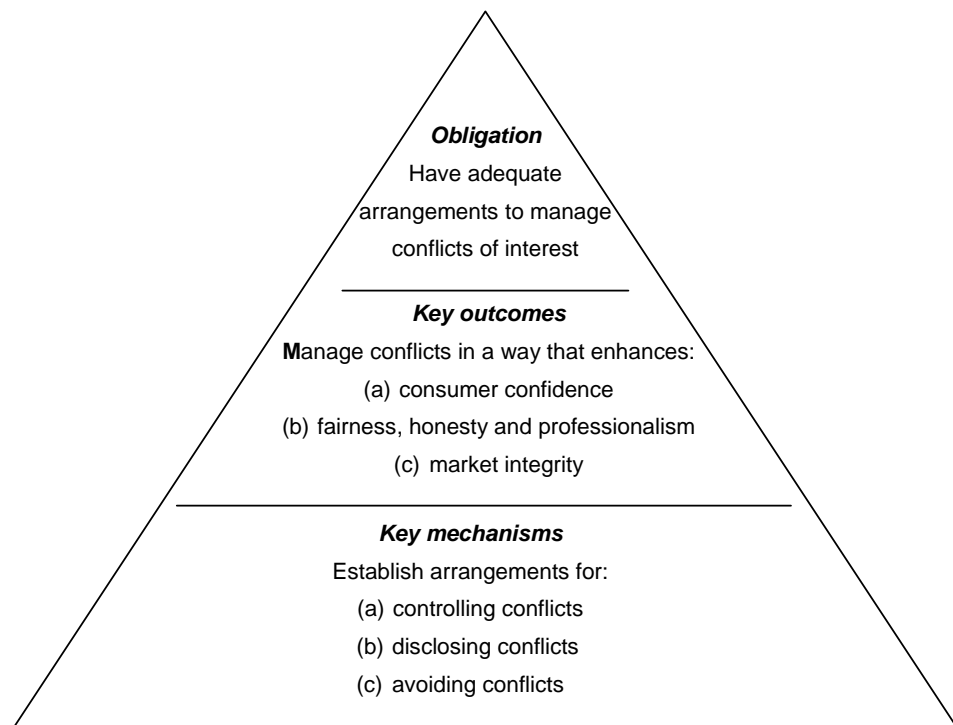 Obligation
Have adequate
arrangements to manage
conflicts of interest
Key outcomes
Manage conflicts in a way that enhances:
(a) consumer confidence
(b) fairness, honesty and professionalism
(c) market integrity
Key mechanisms
Establish arrangements for:
(a) controlling conflicts
(b) disclosing conflicts
(c) avoiding conflicts